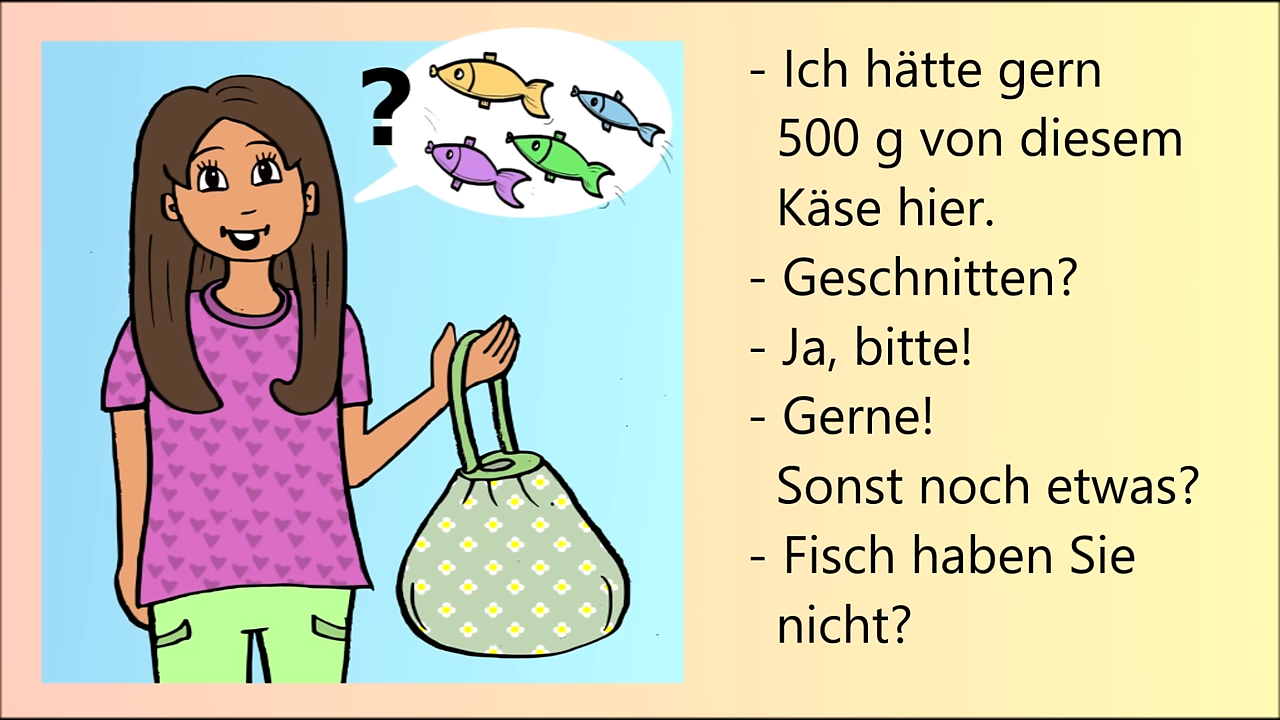 ?
- Ich hätte gern
500 g von diesem
Käse hier.
- Geschnitten?
- Ja, bitte!
- Gerne!
Sonst noch etwas?
- Fisch haben Sie
nicht?